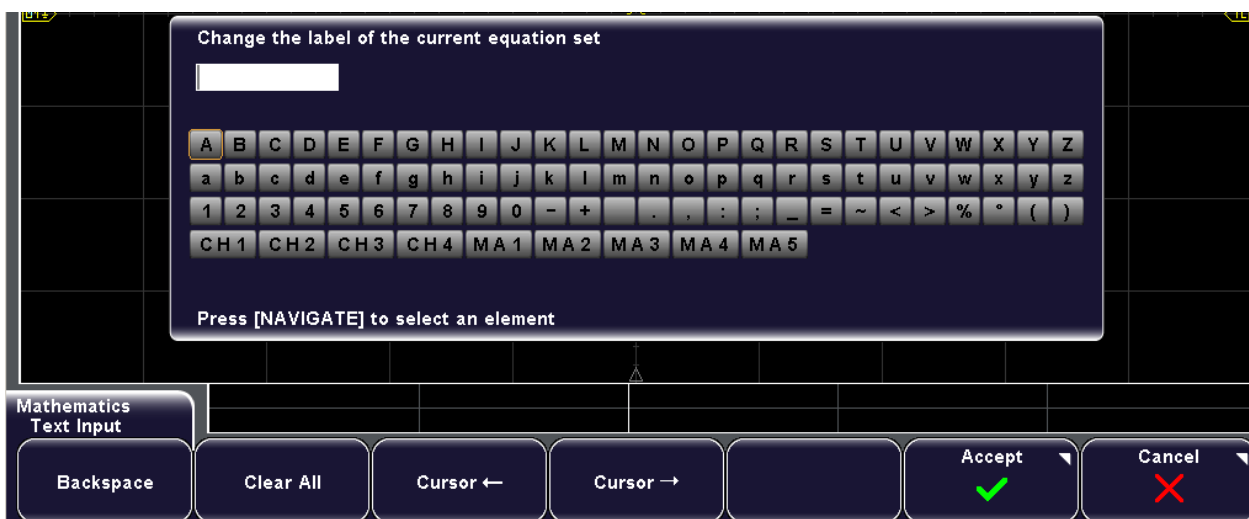 Change the label of the current equation set
A B C D E F G H I J K L M N O P Q R S T U V W X Y Z
a b c d e f g h i j k l m n o p q r s t u v w x y z
1 2 3 4 5 6 7 8 9 0 - + . , : ; _ = ~ < > % ° ( )
CH1 CH2 CH3 CH4 MA1 MA2 MA3 MA4 MA5
Press [NAVIGATE] to select an element
Mathematics
Text Input
Backspace Clear All Cursor ← Cursor → Accept Cancel